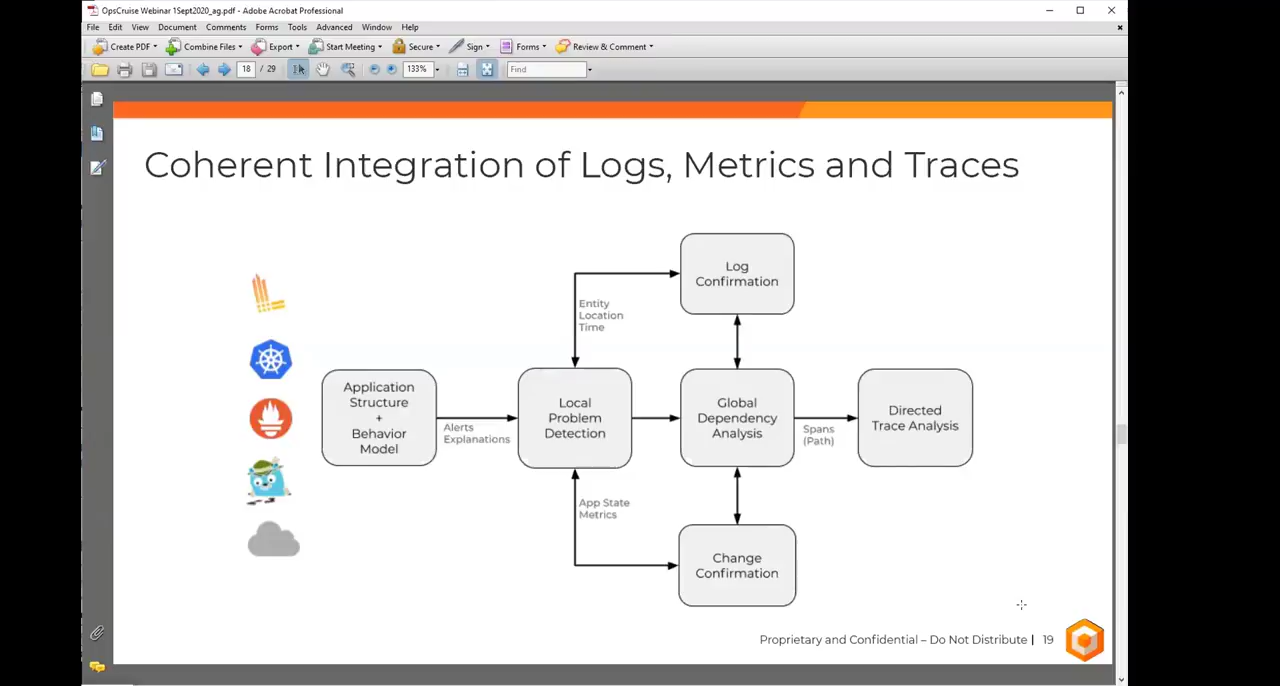 OpsCruise Webinar 1Sept2020_ag.pdf - Adobe Acrobat Professional
File Edit View Document Comments Forms Tools Advanced Window Help
Create PDF Combine Files Export Start Meeting Secure Sign Forms Review & Comment
18 / 29 133% Find
Coherent Integration of Logs, Metrics and Traces
Log
Confirmation
Entity
Location
Time
Application
Structure
+
Behavior
Model
Alerts
Explanations
Local
Problem
Detection
Global
Dependency
Analysis
Spans
(Path)
Directed
Trace Analysis
App State
Metrics
Change
Confirmation
Proprietary and Confidential – Do Not Distribute | 19